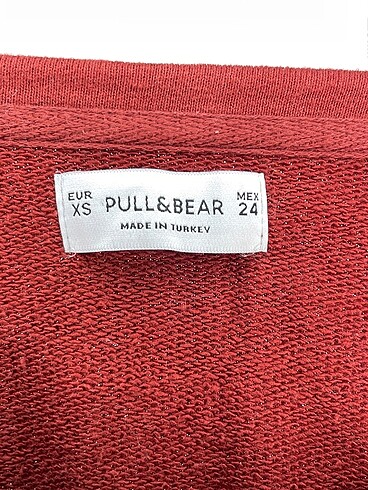 EUR XS PULL&BEAR MEX 24
MADE IN TURKEY